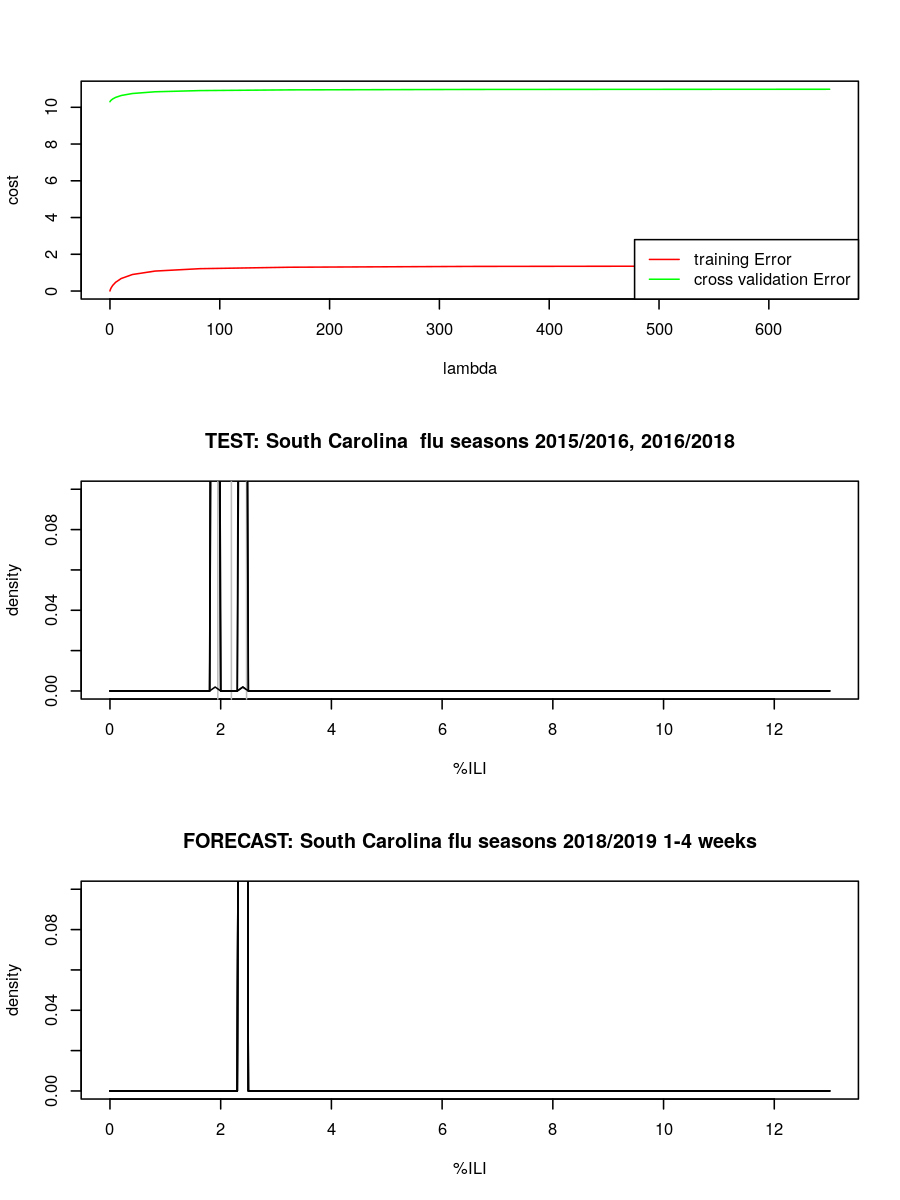 cost
10
8
6
4
2
0
training Error
cross validation Error
0 100 200 300 400 500 600
lambda
TEST: South Carolina  flu seasons 2015/2016, 2016/2018
density
0.08
0.04
0.00
0 2 4 6 8 10 12
%ILI
FORECAST: South Carolina flu seasons 2018/2019 1-4 weeks
density
0.08
0.04
0.00
0 2 4 6 8 10 12
%ILI